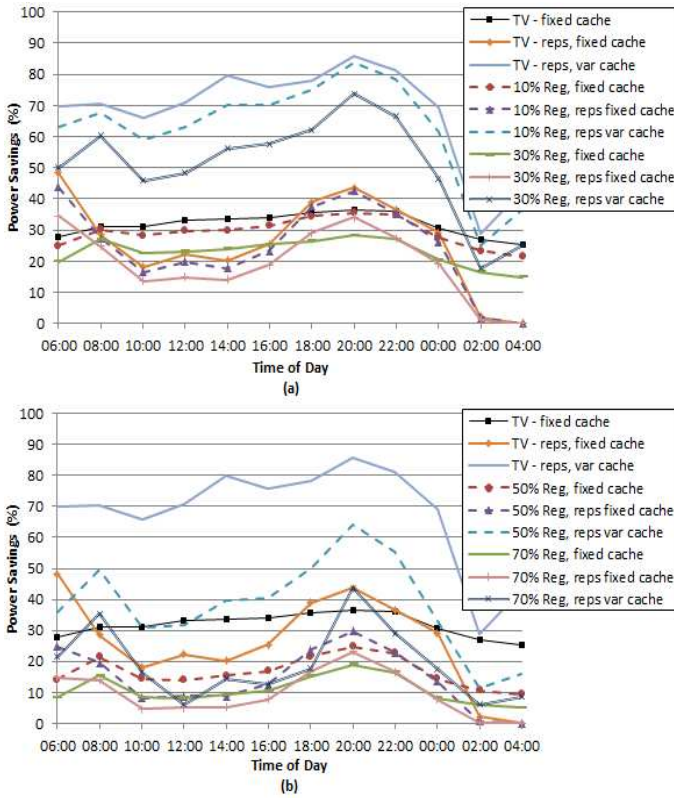 100
90
80
70
60
50
40
30
20
10
0
Power Savings (%)
06:00 08:00 10:00 12:00 14:00 16:00 18:00 20:00 22:00 00:00 02:00 04:00
Time of Day
TV - fixed cache
TV - reps, fixed cache
TV - reps, var cache
10% Reg, fixed cache
10% Reg, reps fixed cache
10% Reg, reps var cache
30% Reg, fixed cache
30% Reg, reps fixed cache
30% Reg, reps var cache
(a)
100
90
80
70
60
50
40
30
20
10
0
Power Savings (%)
06:00 08:00 10:00 12:00 14:00 16:00 18:00 20:00 22:00 00:00 02:00 04:00
Time of Day
TV - fixed cache
TV - reps, fixed cache
TV - reps, var cache
50% Reg, fixed cache
50% Reg, reps fixed cache
50% Reg, reps var cache
70% Reg, fixed cache
70% Reg, reps fixed cache
70% Reg, reps var cache
(b)